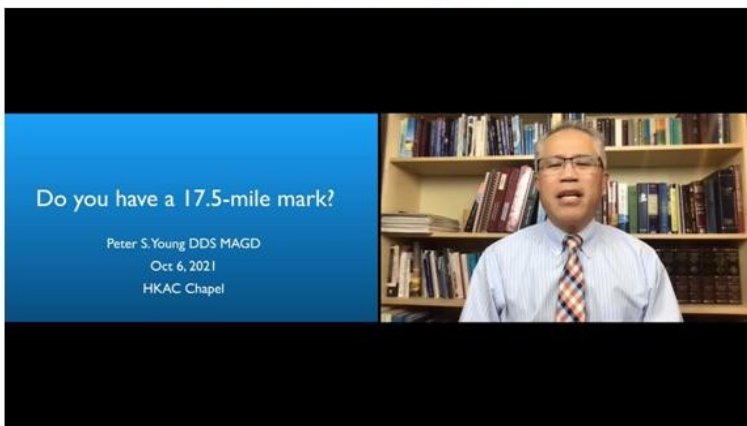 Do you have a 17.5-mile mark?
Peter S. Young DDS MAGD
Oct 6, 2021
HKAC Chapel